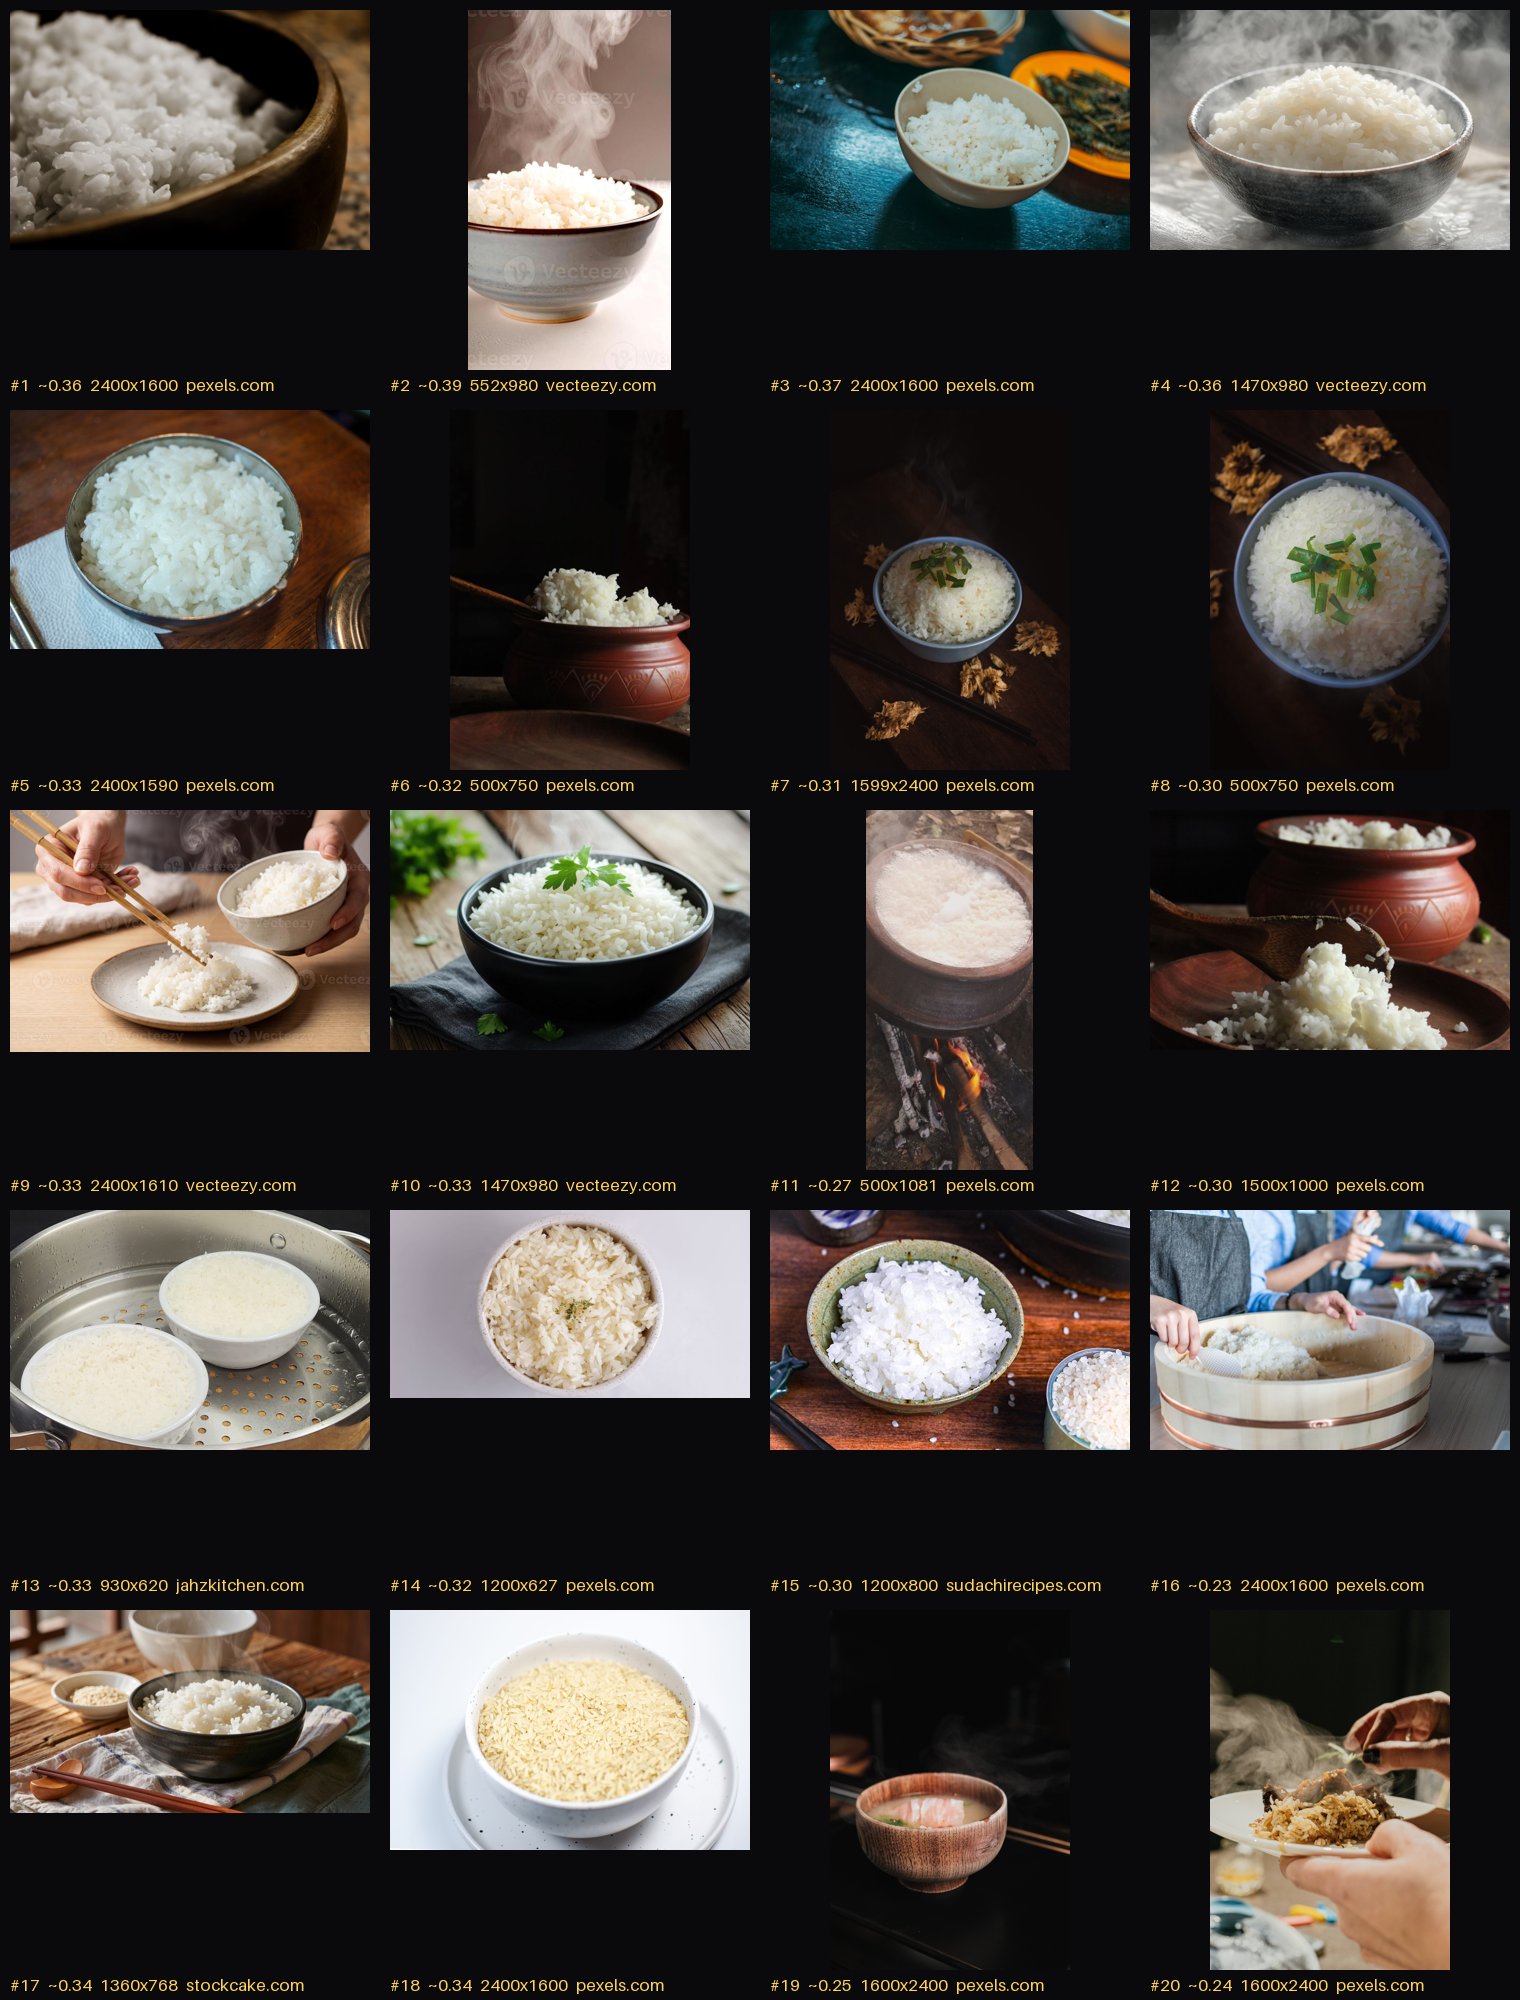 Vecteezy
Vecteezy
#1 ~0.36 2400x1600 pexels.com
#2 ~0.39 552x980 vecteezy.com
#3 ~0.37 2400x1600 pexels.com
#4 ~0.36 1470x980 vecteezy.com
#5 ~0.33 2400x1590 pexels.com
#6 ~0.32 500x750 pexels.com
#7 ~0.31 1599x2400 pexels.com
#8 ~0.30 500x750 pexels.com
Vecteezy
Vecteezy
#9 ~0.33 2400x1610 vecteezy.com
#10 ~0.33 1470x980 vecteezy.com
#11 ~0.27 500x1081 pexels.com
#12 ~0.30 1500x1000 pexels.com
#13 ~0.33 930x620 jahzkitchen.com
#14 ~0.32 1200x627 pexels.com
#15 ~0.30 1200x800 sudachirecipes.com
#16 ~0.23 2400x1600 pexels.com
#17 ~0.34 1360x768 stockcake.com
#18 ~0.34 2400x1600 pexels.com
#19 ~0.25 1600x2400 pexels.com
#20 ~0.24 1600x2400 pexels.com